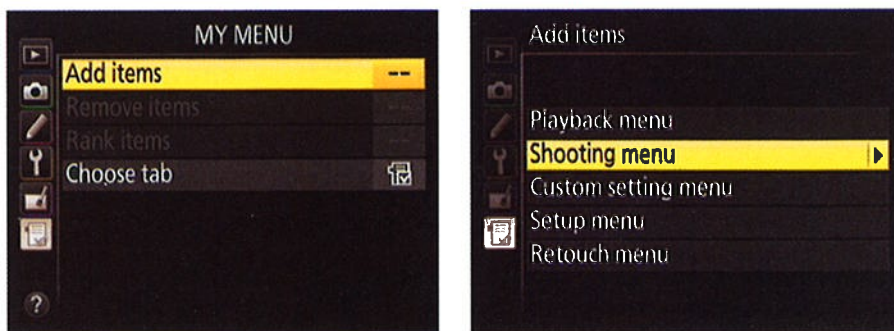 MY MENU
Add items --
Remove items --
Rank items --
Choose tab
?
Add items
Playback menu
Shooting menu
Custom setting menu
Setup menu
Retouch menu